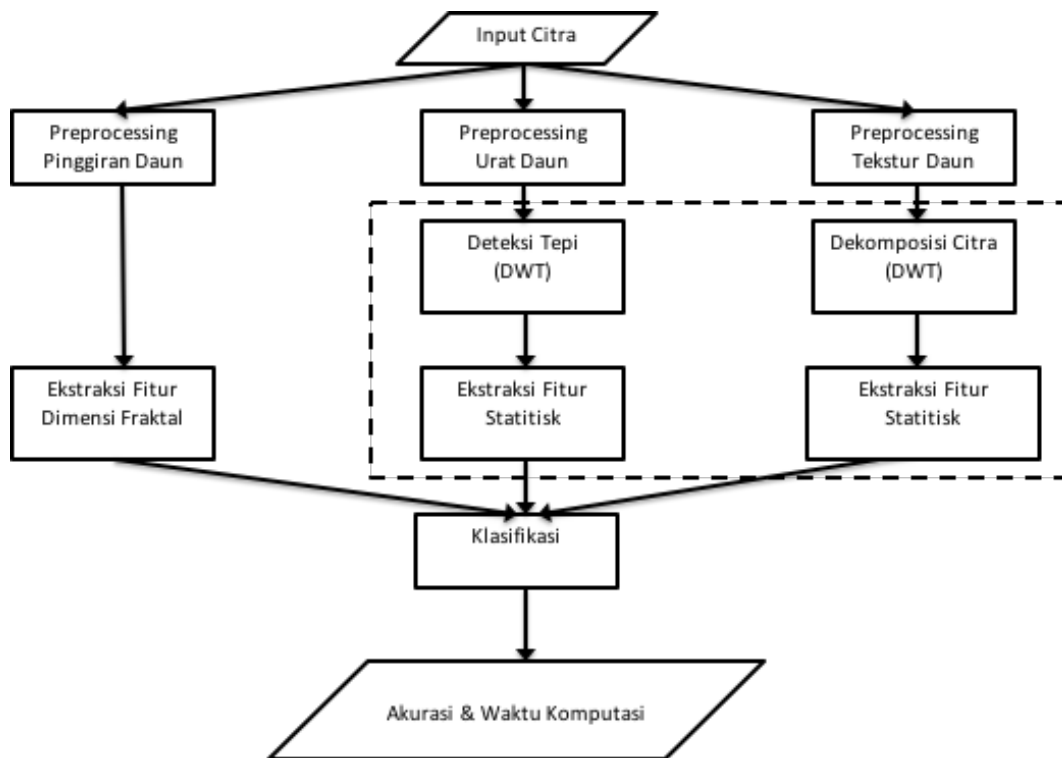 Input Citra
Preprocessing
Pinggiran Daun
Preprocessing
Urat Daun
Preprocessing
Tekstur Daun
Deteksi Tepi
(DWT)
Dekomposisi Citra
(DWT)
Ekstraksi Fitur
Dimensi Fraktal
Ekstraksi Fitur
Statitisk
Ekstraksi Fitur
Statitisk
Klasifikasi
Akurasi & Waktu Komputasi